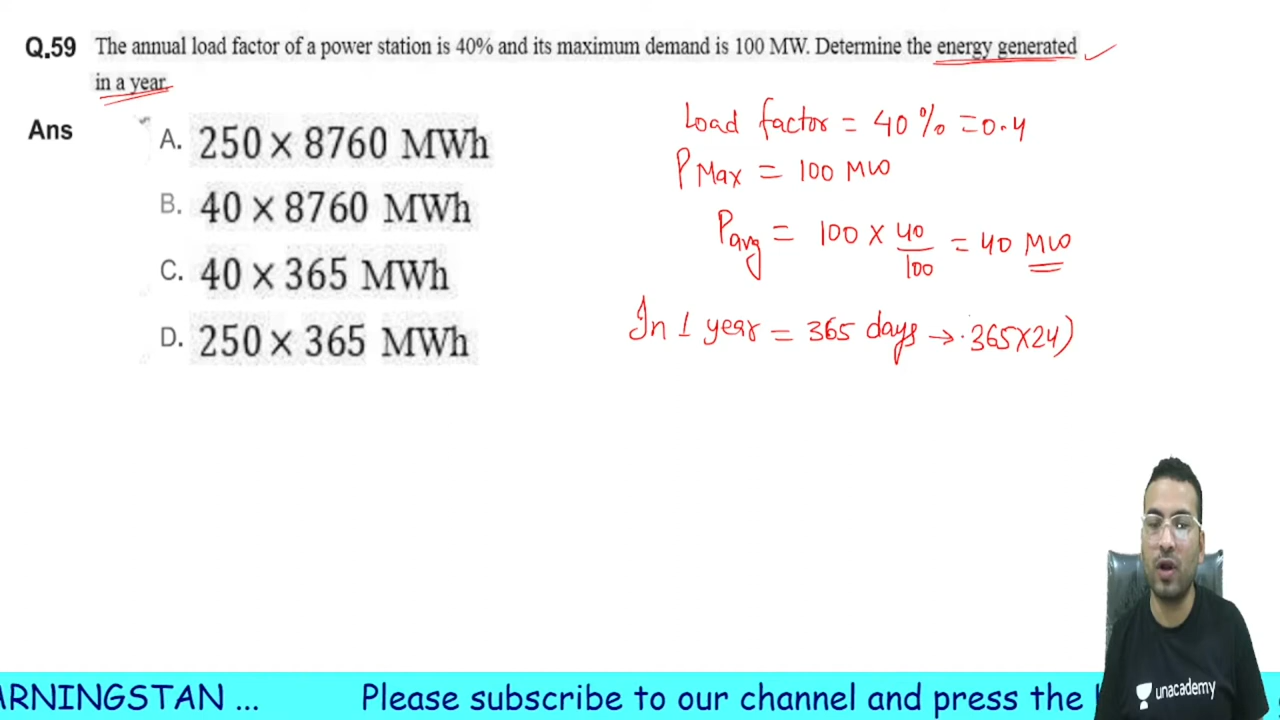 Q.59 The annual load factor of a power station is 40% and its maximum demand is 100 MW. Determine the energy generated
in a year.
Ans
A. 250 × 8760 MWh
B. 40 × 8760 MWh
C. 40 × 365 MWh
D. 250 × 365 MWh
Load factor = 40 % = 0.4
P Max = 100 MW
Pavg = 100 × 40/100 = 40 MW
In 1 year = 365 days → 365×24)
unacademy
ARNINGSTAN ... Please subscribe to our channel and press the